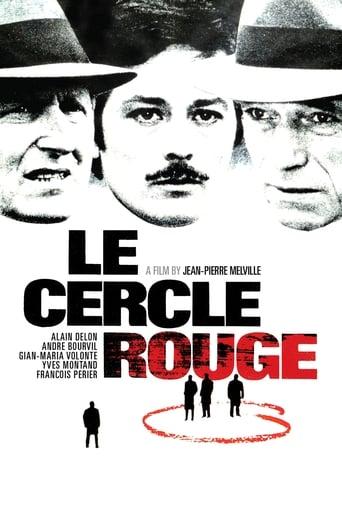 LE
A FILM BY JEAN-PIERRE MELVILLE
CERCLE
ALAIN DELON
ANDRE BOURVIL
GIAN-MARIA VOLONTE
YVES MONTAND
FRANCOIS PERIER
ROUGE